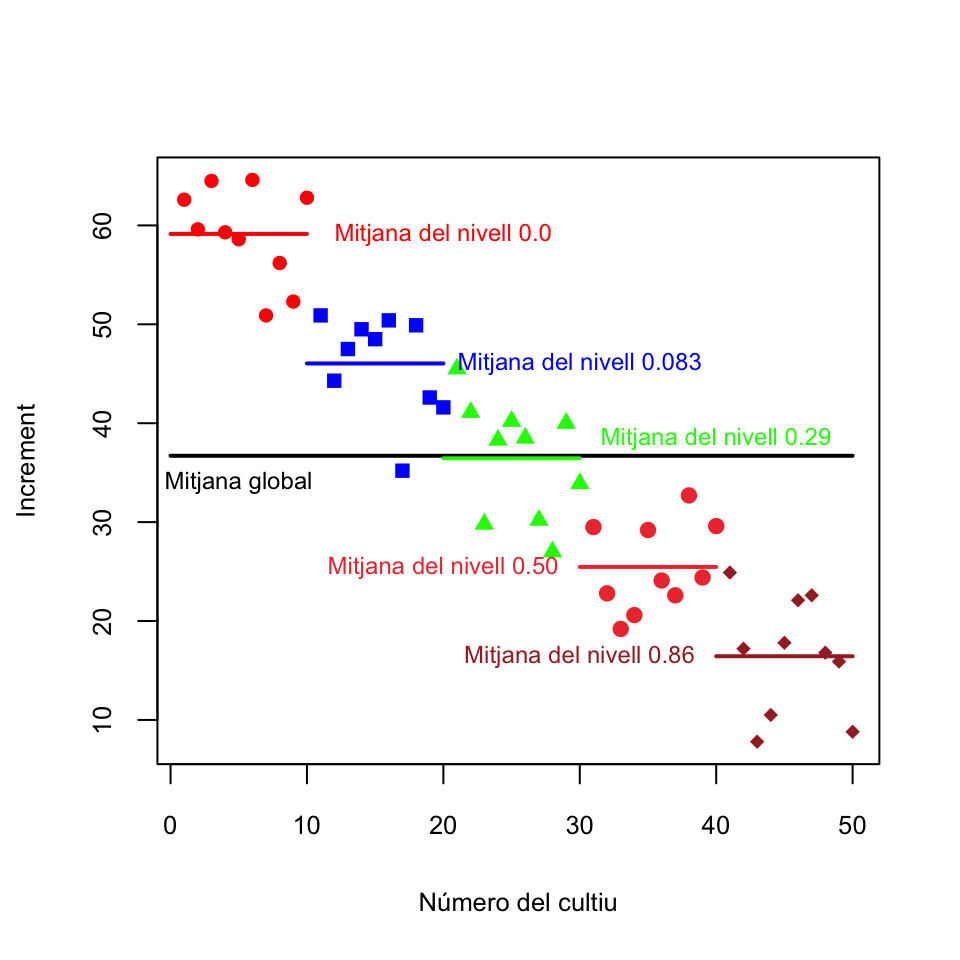 60
50
40
30
20
10
Increment
Mitjana del nivell 0.0
Mitjana del nivell 0.083
Mitjana del nivell 0.29
Mitjana global
Mitjana del nivell 0.50
Mitjana del nivell 0.86
0 10 20 30 40 50
Número del cultiu